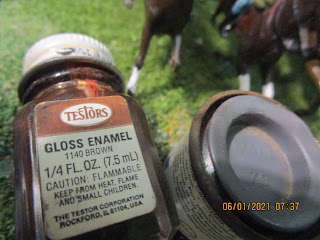 TESTORS
GLOSS ENAMEL
1140 BROWN
1/4 FL. OZ. (7.5 mL)
CAUTION: FLAMMABLE
KEEP FROM HEAT, FLAME
AND SMALL CHILDREN.
THE TESTOR CORPORATION
ROCKFORD, IL 61104, USA
06/01/2021 07:37